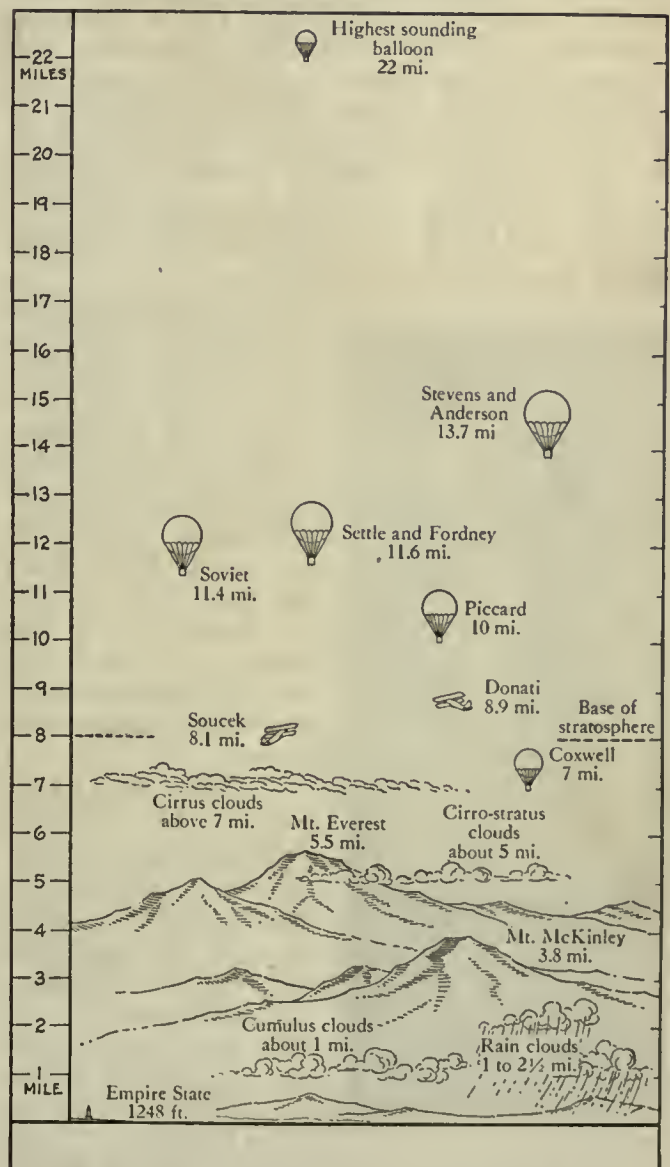 Highest sounding
balloon
22 mi.
22
MILES
21
20
19
18
17
16
15
Stevens and
Anderson
13.7 mi
14
13
12
Settle and Fordney
11.6 mi.
Soviet
11.4 mi.
11
Piccard
10 mi.
10
9
Donati
8.9 mi.
Soucek
8.1 mi.
Base of
stratosphere
8
Coxwell
7 mi.
7
Cirrus clouds
above 7 mi.
Mt. Everest
5.5 mi.
Cirro-stratus
clouds
about 5 mi.
6
5
4
Mt. McKinley
3.8 mi.
3
2
Cumulus clouds
about 1 mi.
Rain clouds
1 to 2½ mi.
1
MILE
Empire State
1248 ft.